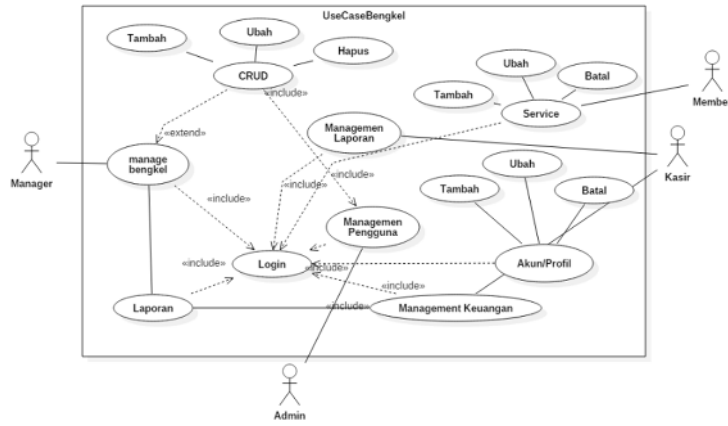 UseCaseBengkel
Tambah
Ubah
Hapus
CRUD
«include»
Ubah
Batal
Tambah
Service
Membe
«extend»
Managemen
Laporan
Manager
manage
bengkel
«include»
«include»
Kasir
Ubah
Tambah
Batal
«include»
Managemen
Pengguna
«include»
Login
«include»
Akun/Profil
«include»
Laporan
«include»
Management Keuangan
Admin